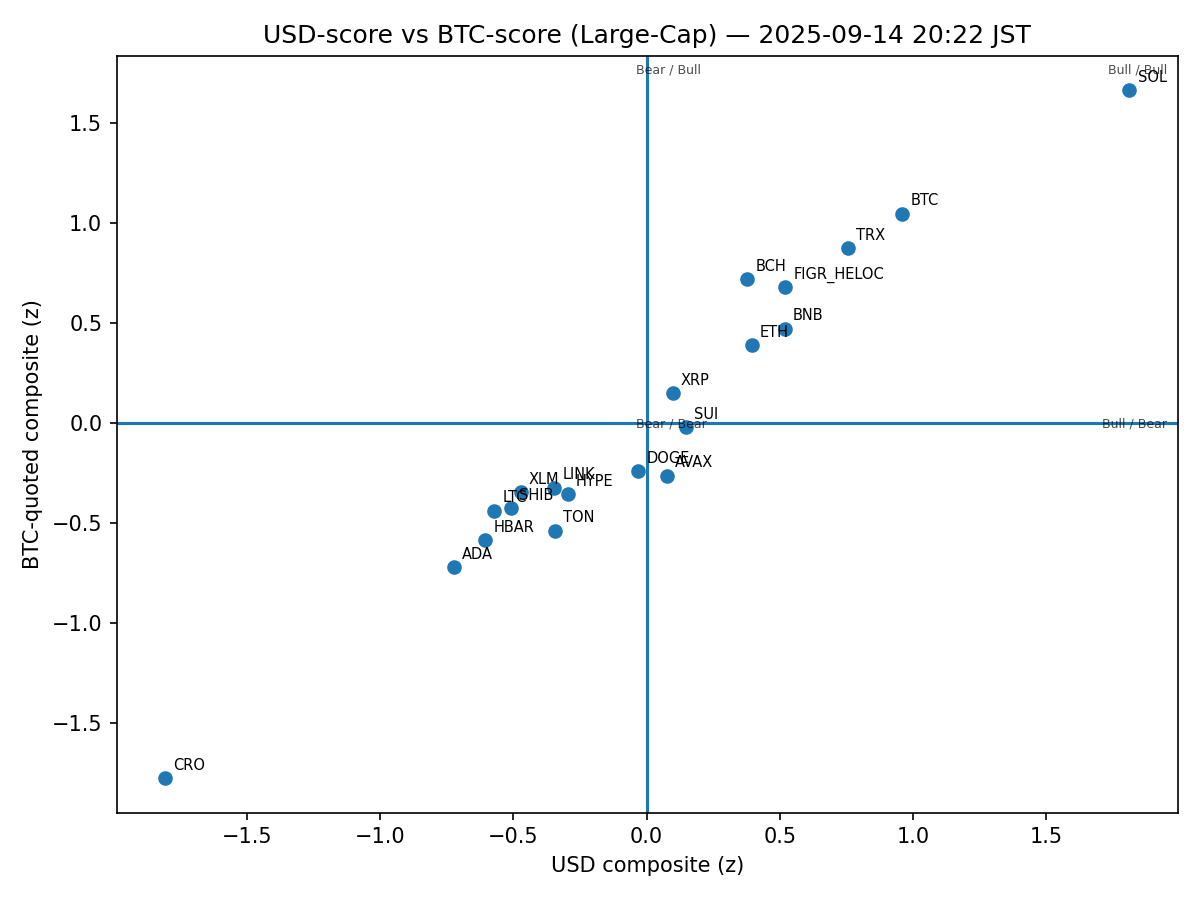 USD-score vs BTC-score (Large-Cap) — 2025-09-14 20:22 JST
Bear / Bull
Bull / Bull
SOL
1.5
BTC
1.0
TRX
BCH
FIGR_HELOC
0.5
BNB
ETH
XRP
SUI
0.0
Bear / Bear
Bull / Bear
DOGE
AVAX
LINK
XLM
HYPE
LTC
SHIB
−0.5
TON
HBAR
ADA
−1.0
−1.5
CRO
BTC-quoted composite (z)
−1.5
−1.0
−0.5
0.0
0.5
1.0
1.5
USD composite (z)